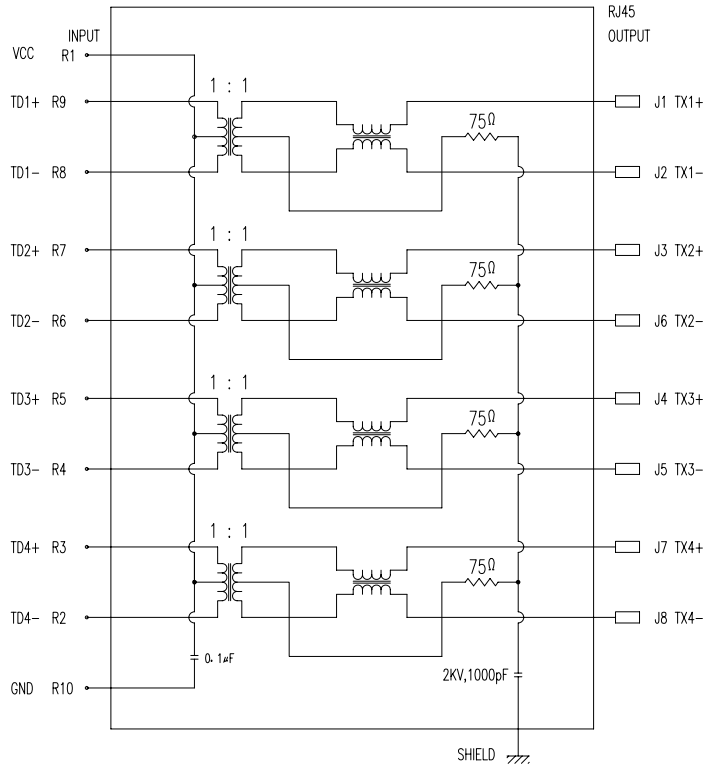 RJ45
INPUT OUTPUT
VCC R1
1 : 1
TD1+ R9 75Ω J1 TX1+
TD1- R8 J2 TX1-
1 : 1
TD2+ R7 75Ω J3 TX2+
TD2- R6 J6 TX2-
1 : 1
TD3+ R5 75Ω J4 TX3+
TD3- R4 J5 TX3-
1 : 1
TD4+ R3 75Ω J7 TX4+
TD4- R2 J8 TX4-
0.1µF
2KV,1000pF
GND R10
SHIELD